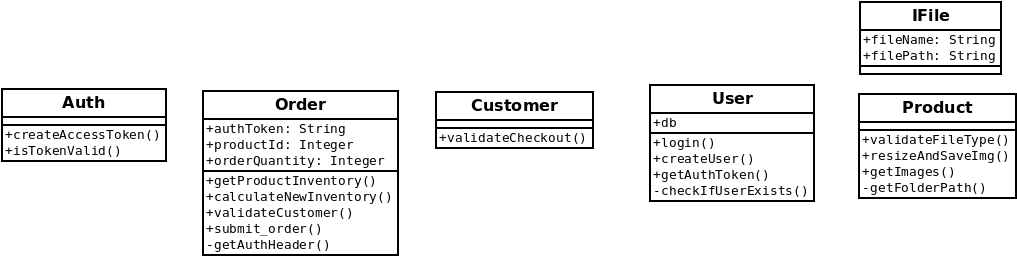 IFile
+fileName: String
+filePath: String
Auth
+createAccessToken()
+isTokenValid()
Order
+authToken: String
+productId: Integer
+orderQuantity: Integer
+getProductInventory()
+calculateNewInventory()
+validateCustomer()
+submit_order()
-getAuthHeader()
Customer
+validateCheckout()
User
+db
+login()
+createUser()
+getAuthToken()
-checkIfUserExists()
Product
+validateFileType()
+resizeAndSaveImg()
+getImages()
-getFolderPath()